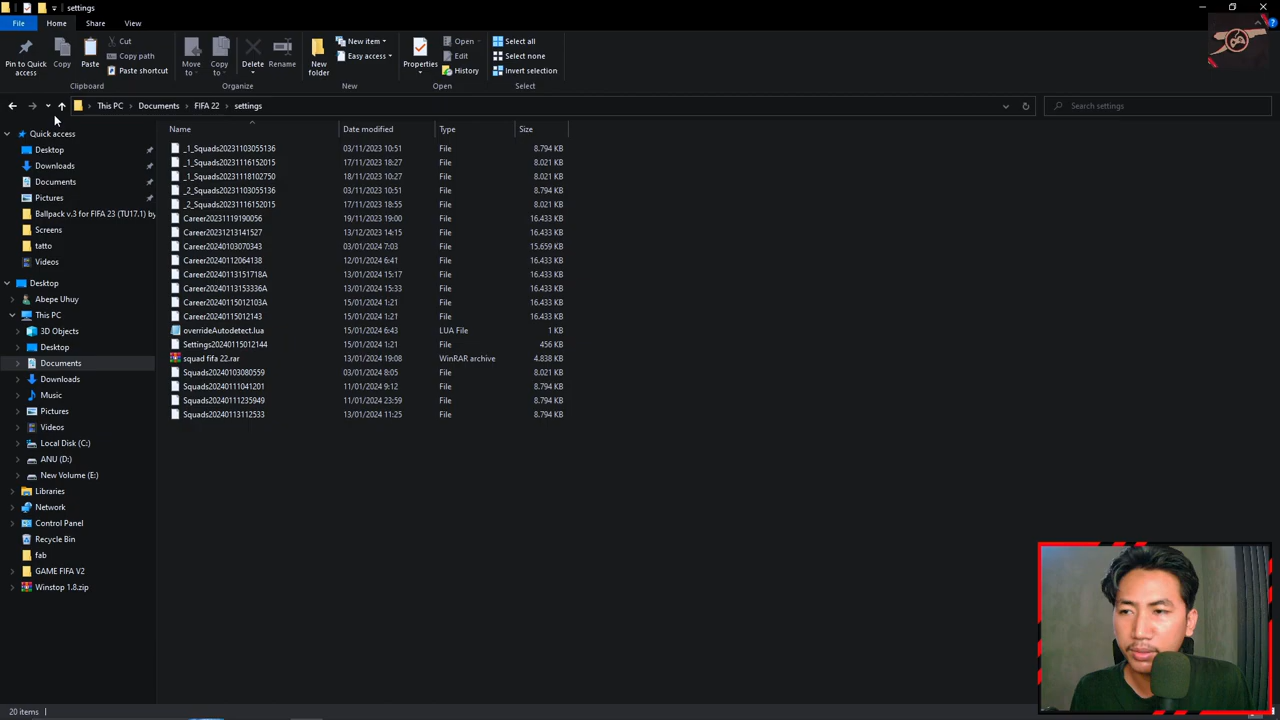 settings
File Home Share View
Pin to Quick access
Copy
Paste
Cut
Copy path
Paste shortcut
Clipboard
Move to
Copy to
Delete
Rename
Organize
New folder
New item
Easy access
New
Properties
Open
Edit
History
Open
Select all
Select none
Invert selection
Select
This PC Documents FIFA 22 settings
Search settings
Quick access
Desktop
Downloads
Documents
Pictures
Ballpack v.3 for FIFA 23 (TU17.1) by
Screens
tatto
Videos
Desktop
Abepe Uhuy
This PC
3D Objects
Desktop
Documents
Downloads
Music
Pictures
Videos
Local Disk (C:)
ANU (D:)
New Volume (E:)
Libraries
Network
Control Panel
Recycle Bin
fab
GAME FIFA V2
Winstop 1.8.zip
Name Date modified Type Size
_1_Squads20231103055136 03/11/2023 10:51 File 8.794 KB
_1_Squads20231116152015 17/11/2023 18:27 File 8.021 KB
_1_Squads20231118102750 18/11/2023 10:27 File 8.021 KB
_2_Squads20231103055136 03/11/2023 10:51 File 8.794 KB
_2_Squads20231116152015 17/11/2023 18:55 File 8.021 KB
Career20231119190056 19/11/2023 19:00 File 16.433 KB
Career20231213141527 13/12/2023 14:15 File 16.433 KB
Career20240103070343 03/01/2024 7:03 File 15.659 KB
Career20240112064138 12/01/2024 6:41 File 16.433 KB
Career20240113151718A 13/01/2024 15:17 File 16.433 KB
Career20240113153336A 13/01/2024 15:33 File 16.433 KB
Career20240115012103A 15/01/2024 1:21 File 16.433 KB
Career20240115012143 15/01/2024 1:21 File 16.433 KB
overrideAutodetect.lua 15/01/2024 6:43 LUA File 1 KB
Settings20240115012144 15/01/2024 1:21 File 456 KB
squad fifa 22.rar 13/01/2024 19:08 WinRAR archive 4.838 KB
Squads20240103080559 03/01/2024 8:05 File 8.021 KB
Squads20240111041201 11/01/2024 9:12 File 8.794 KB
Squads20240111235949 11/01/2024 23:59 File 8.794 KB
Squads20240113112533 13/01/2024 11:25 File 8.794 KB
20 items